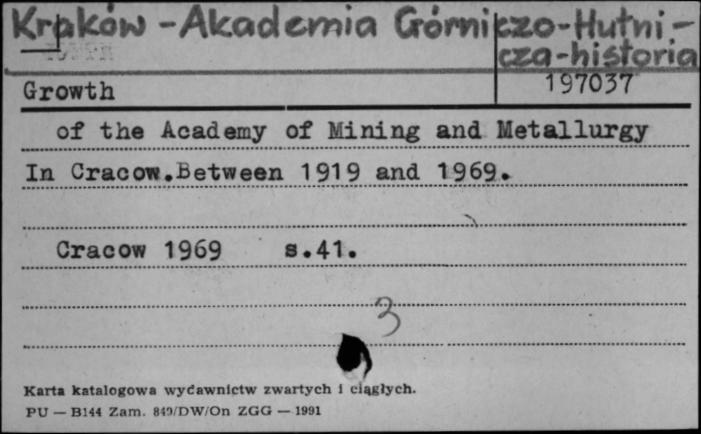 Kraków - Akademia Górniczo-Hutni-
cza-historia
197037
Growth
of the Academy of Mining and Metallurgy
In Cracow.Between 1919 and 1969.
Cracow 1969 s.41.
3
Karta katalogowa wydawnictw zwartych i ciągłych.
PU — B144 Zam. 849/DW/On ZGG — 1991